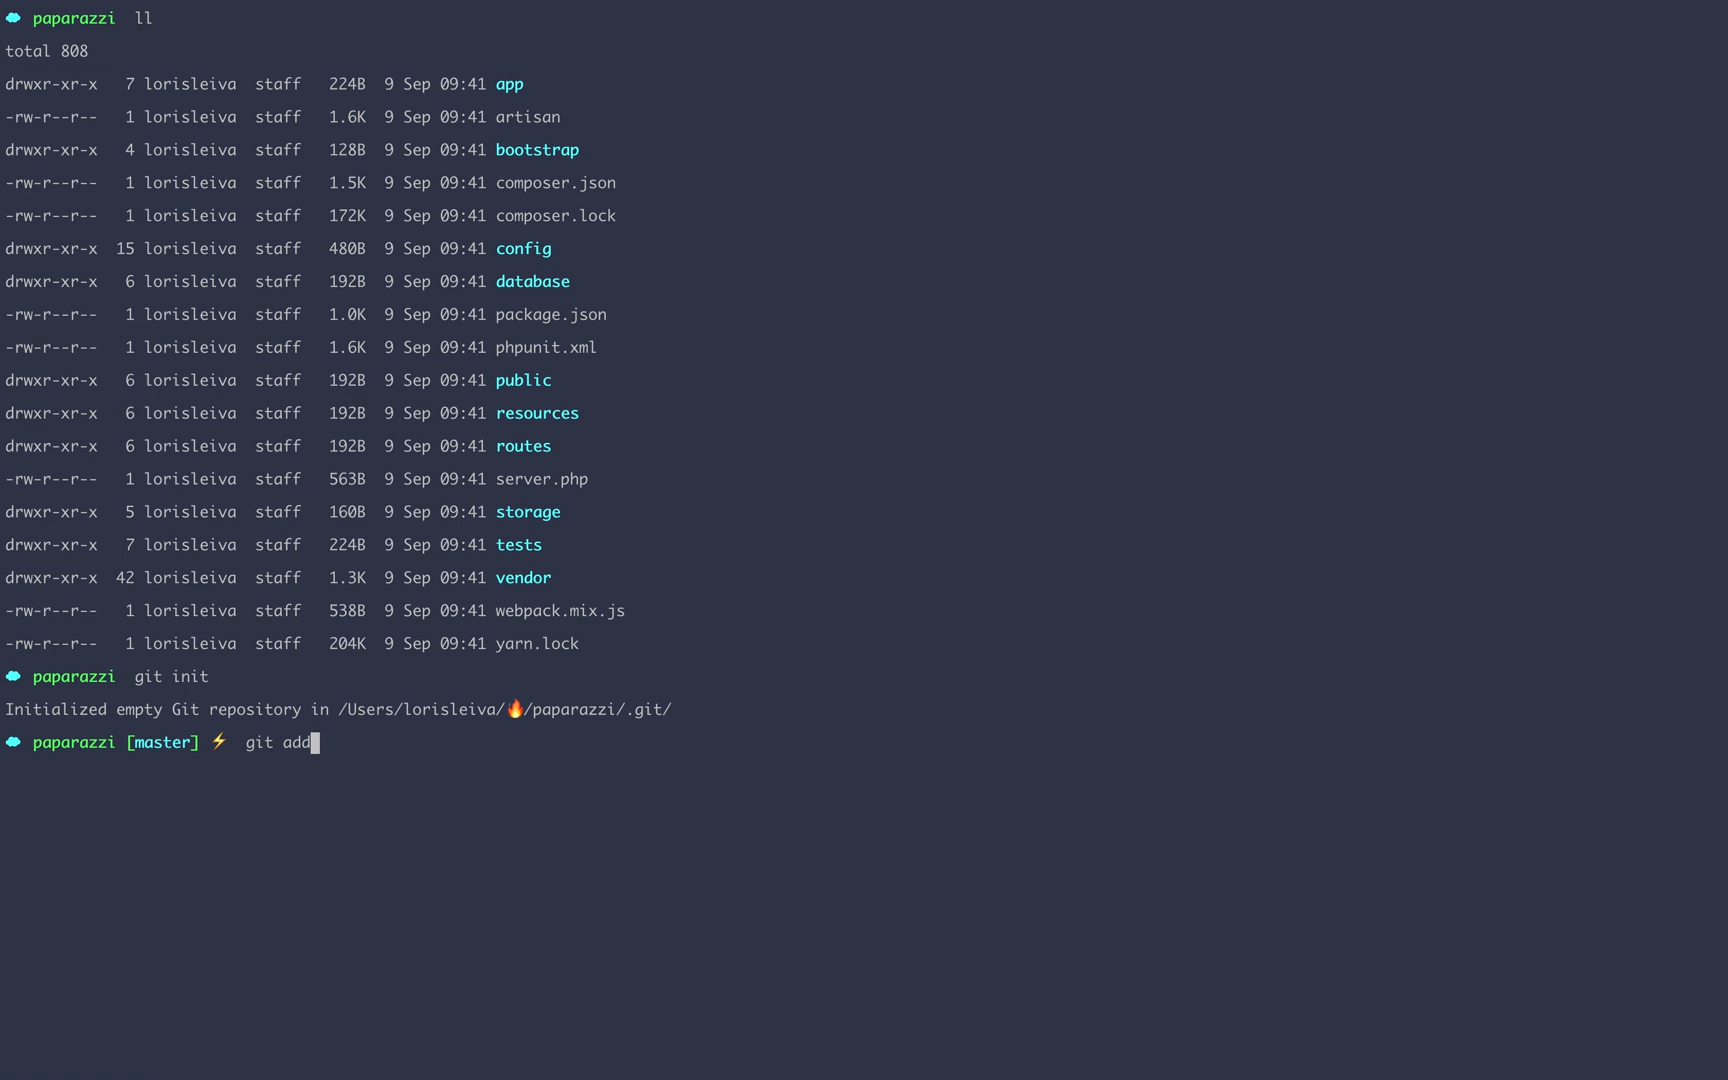 paparazzi ll
total 808
drwxr-xr-x 7 lorisleiva staff 224B 9 Sep 09:41 app
-rw-r--r-- 1 lorisleiva staff 1.6K 9 Sep 09:41 artisan
drwxr-xr-x 4 lorisleiva staff 128B 9 Sep 09:41 bootstrap
-rw-r--r-- 1 lorisleiva staff 1.5K 9 Sep 09:41 composer.json
-rw-r--r-- 1 lorisleiva staff 172K 9 Sep 09:41 composer.lock
drwxr-xr-x 15 lorisleiva staff 480B 9 Sep 09:41 config
drwxr-xr-x 6 lorisleiva staff 192B 9 Sep 09:41 database
-rw-r--r-- 1 lorisleiva staff 1.0K 9 Sep 09:41 package.json
-rw-r--r-- 1 lorisleiva staff 1.6K 9 Sep 09:41 phpunit.xml
drwxr-xr-x 6 lorisleiva staff 192B 9 Sep 09:41 public
drwxr-xr-x 6 lorisleiva staff 192B 9 Sep 09:41 resources
drwxr-xr-x 6 lorisleiva staff 192B 9 Sep 09:41 routes
-rw-r--r-- 1 lorisleiva staff 563B 9 Sep 09:41 server.php
drwxr-xr-x 5 lorisleiva staff 160B 9 Sep 09:41 storage
drwxr-xr-x 7 lorisleiva staff 224B 9 Sep 09:41 tests
drwxr-xr-x 42 lorisleiva staff 1.3K 9 Sep 09:41 vendor
-rw-r--r-- 1 lorisleiva staff 538B 9 Sep 09:41 webpack.mix.js
-rw-r--r-- 1 lorisleiva staff 204K 9 Sep 09:41 yarn.lock
paparazzi git init
Initialized empty Git repository in /Users/lorisleiva/🔥/paparazzi/.git/
paparazzi [master] ⚡ git add